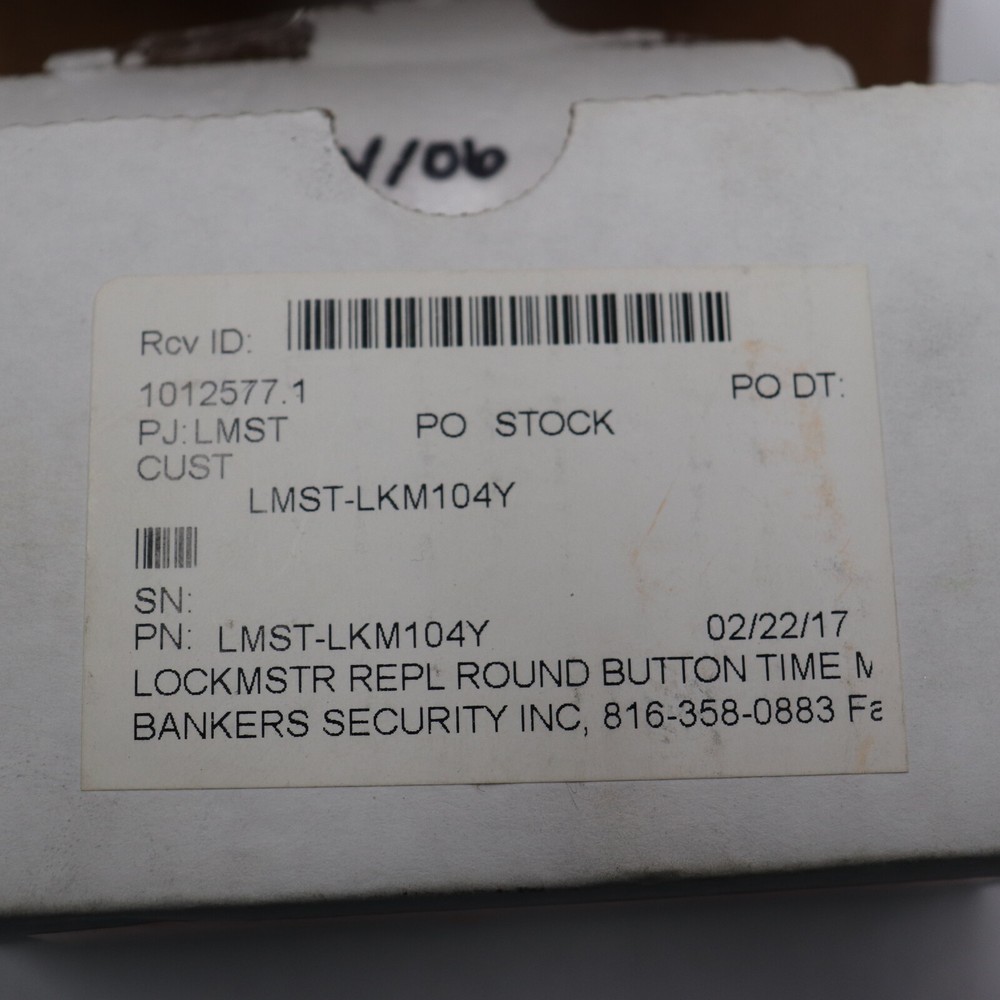 /06
Rcv ID:
1012577.1 PO DT:
PJ: LMST PO STOCK
CUST
LMST-LKM104Y
SN:
PN: LMST-LKM104Y 02/22/17
LOCKMSTR REPL ROUND BUTTON TIME M
BANKERS SECURITY INC, 816-358-0883 Fa